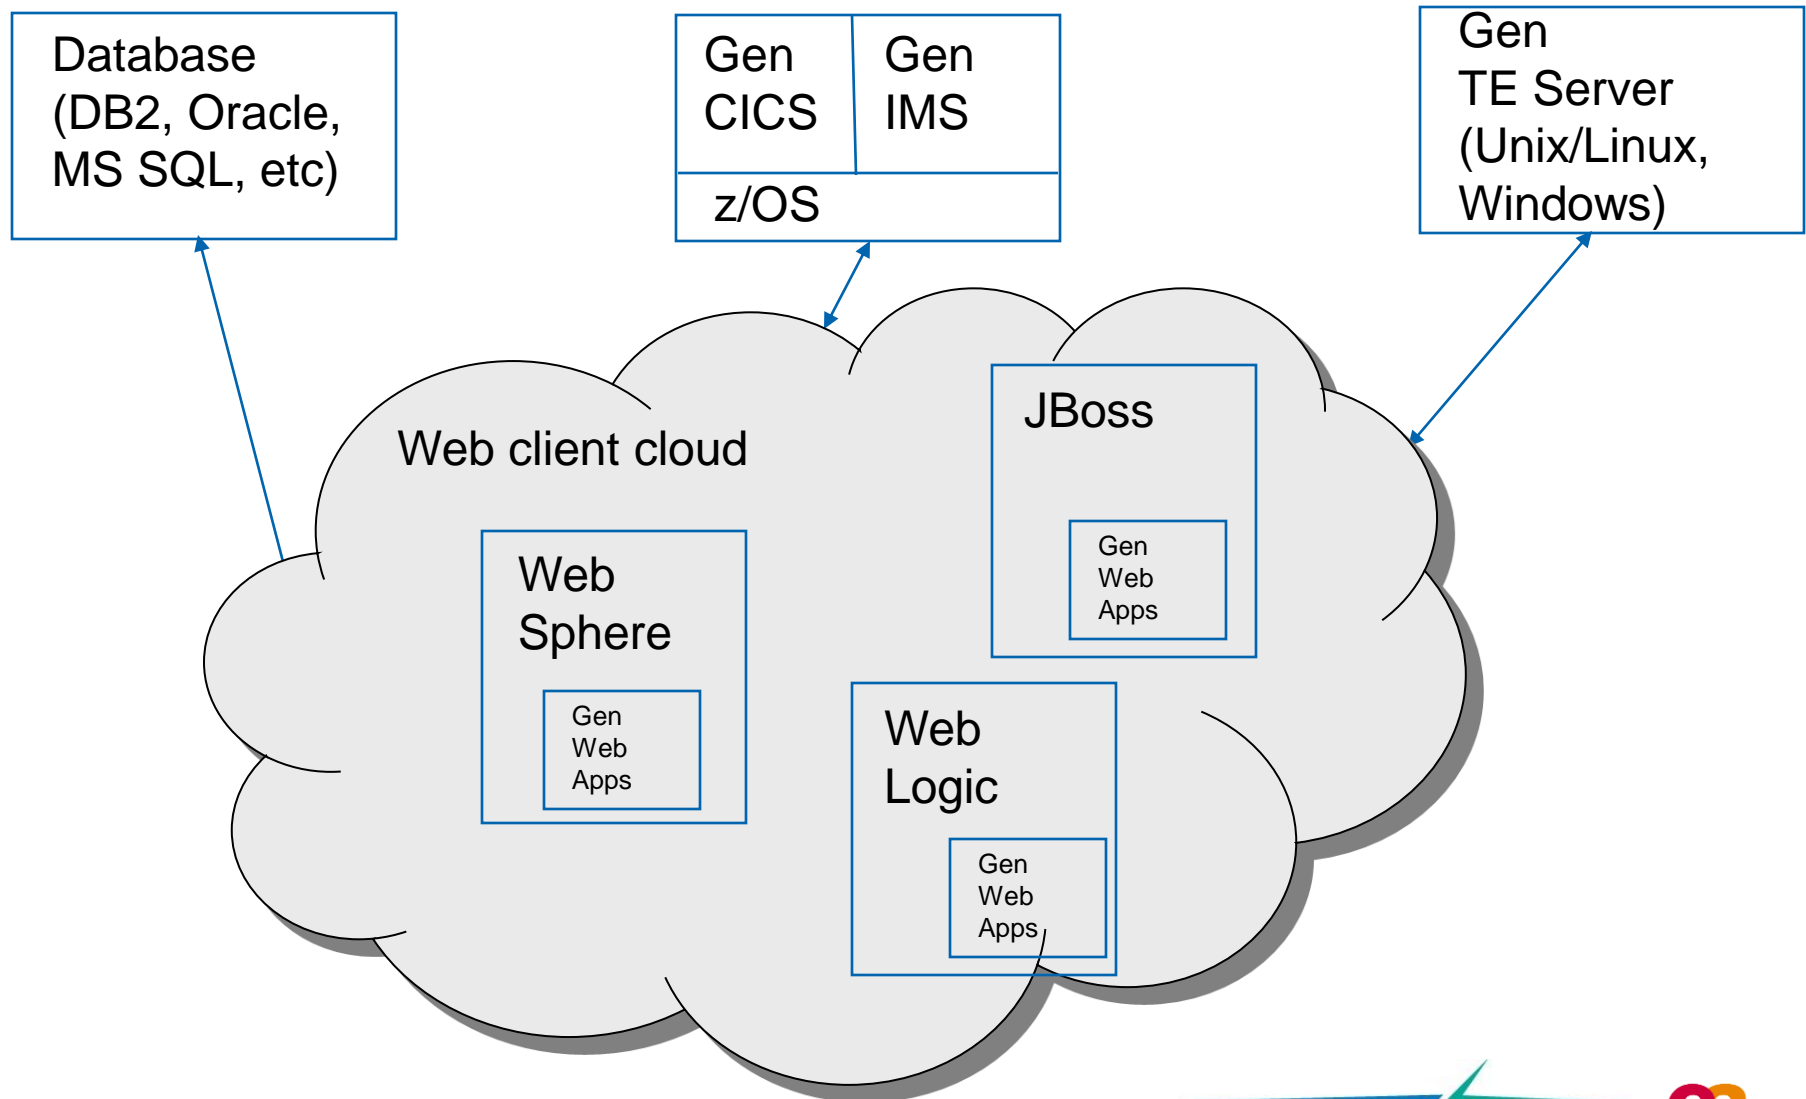 Database
(DB2, Oracle,
MS SQL, etc)
Gen
CICS
Gen
IMS
z/OS
Gen
TE Server
(Unix/Linux,
Windows)
Web client cloud
JBoss
Gen
Web
Apps
Web
Sphere
Gen
Web
Apps
Web
Logic
Gen
Web
Apps